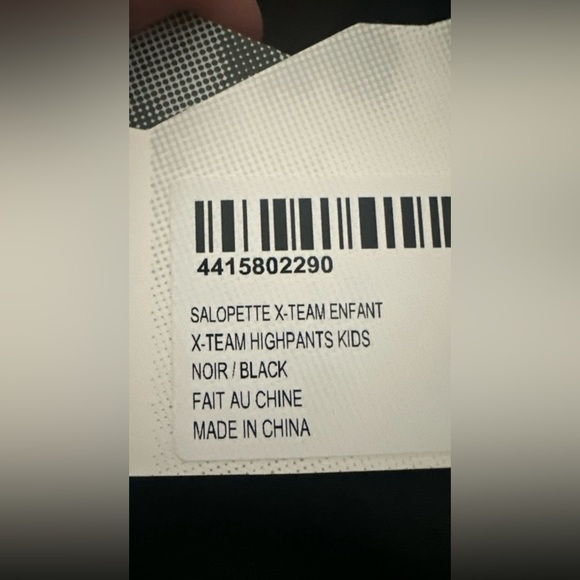 4415802290
SALOPETTE X-TEAM ENFANT
X-TEAM HIGHPANTS KIDS
NOIR / BLACK
FAIT AU CHINE
MADE IN CHINA